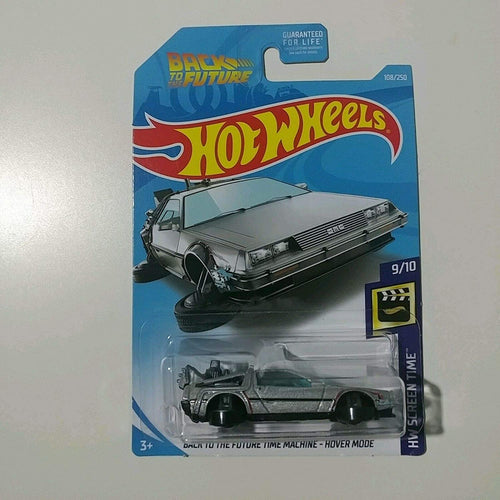 GUARANTEED
FOR LIFE
BACK
TO THE
FUTURE
108/250
HOT WHEELS
DMC
9/10
HW SCREEN TIME
3+
BACK TO THE FUTURE TIME MACHINE - HOVER MODE